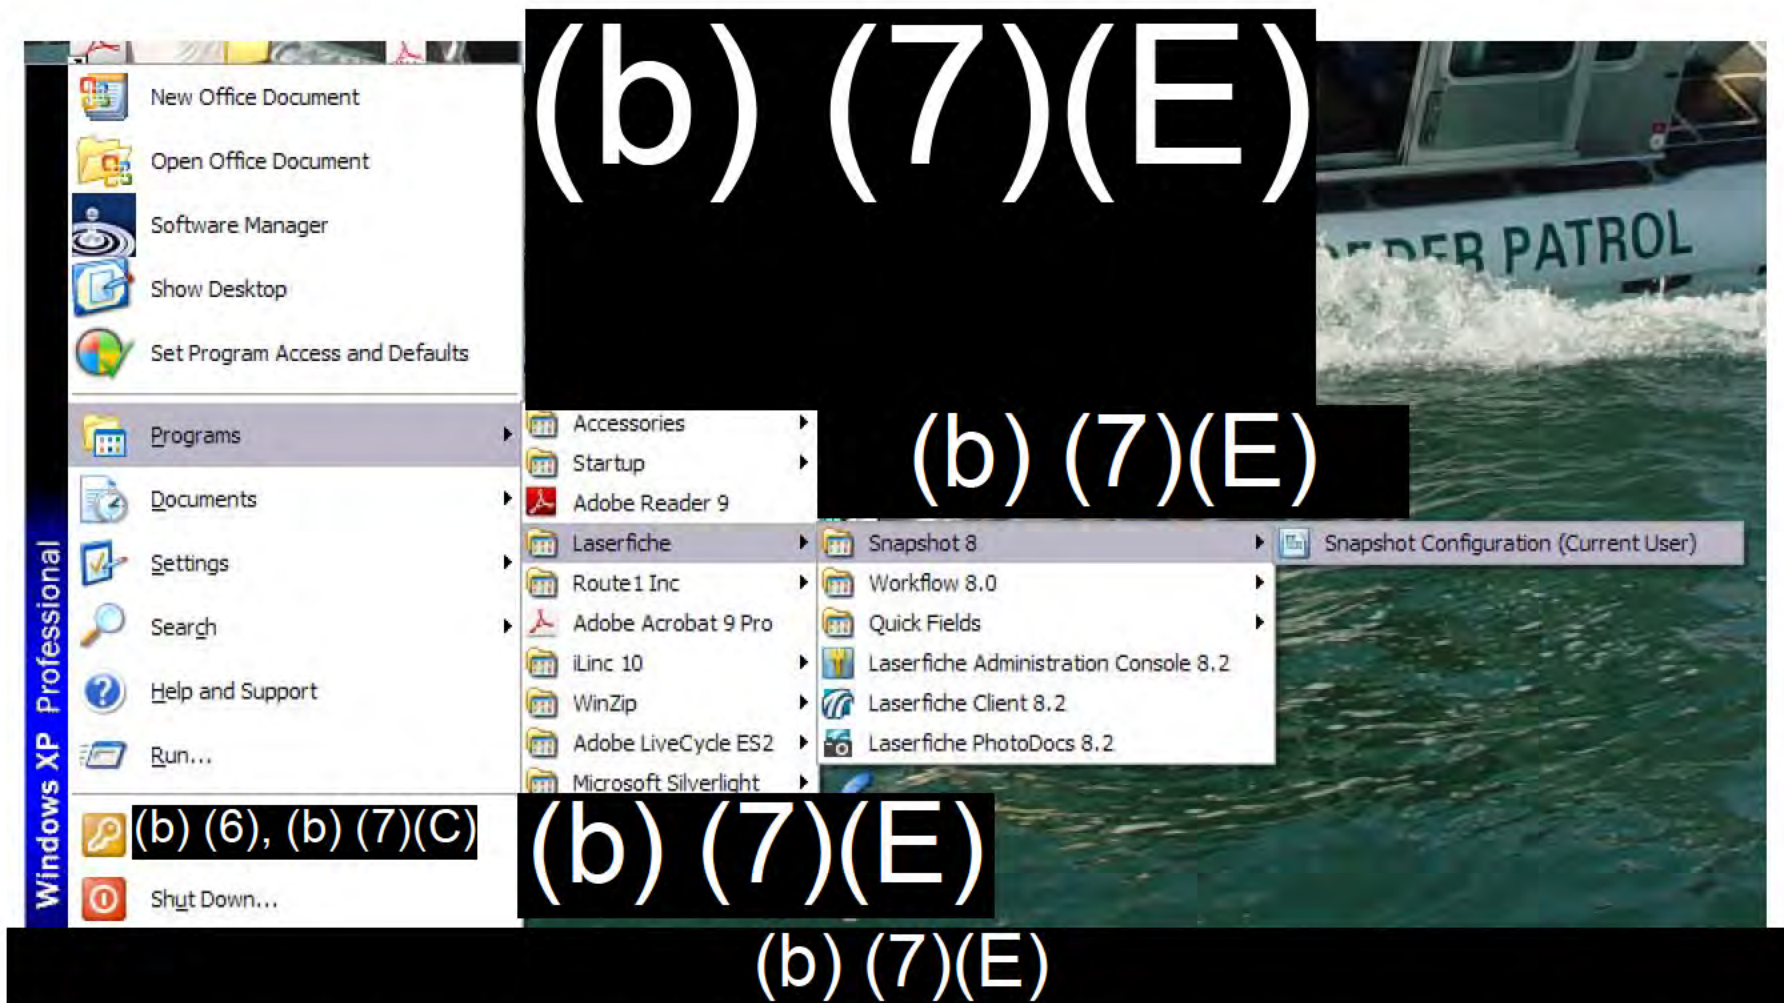 (b) (7)(E)
New Office Document
Open Office Document
Software Manager
Show Desktop
Set Program Access and Defaults
PATROL
Programs
Documents
Settings
Search
Help and Support
Run...
(b) (6), (b) (7)(C)
Shut Down...
Windows XP Professional
Accessories
Startup
Adobe Reader 9
Laserfiche
Route1 Inc
Adobe Acrobat 9 Pro
iLinc 10
WinZip
Adobe LiveCycle ES2
Microsoft Silverlight
(b) (7)(E)
(b) (7)(E)
Snapshot 8
Workflow 8.0
Quick Fields
Laserfiche Administration Console 8.2
Laserfiche Client 8.2
Laserfiche PhotoDocs 8.2
Snapshot Configuration (Current User)
(b) (7)(E)